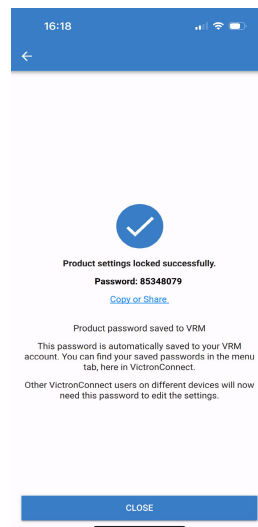 16:18
Product settings locked successfully.
Password: 85348079
Copy or Share
Product password saved to VRM
This password is automatically saved to your VRM
account. You can find your saved passwords in the menu
tab, here in VictronConnect.
Other VictronConnect users on different devices will now
need this password to edit the settings.
CLOSE